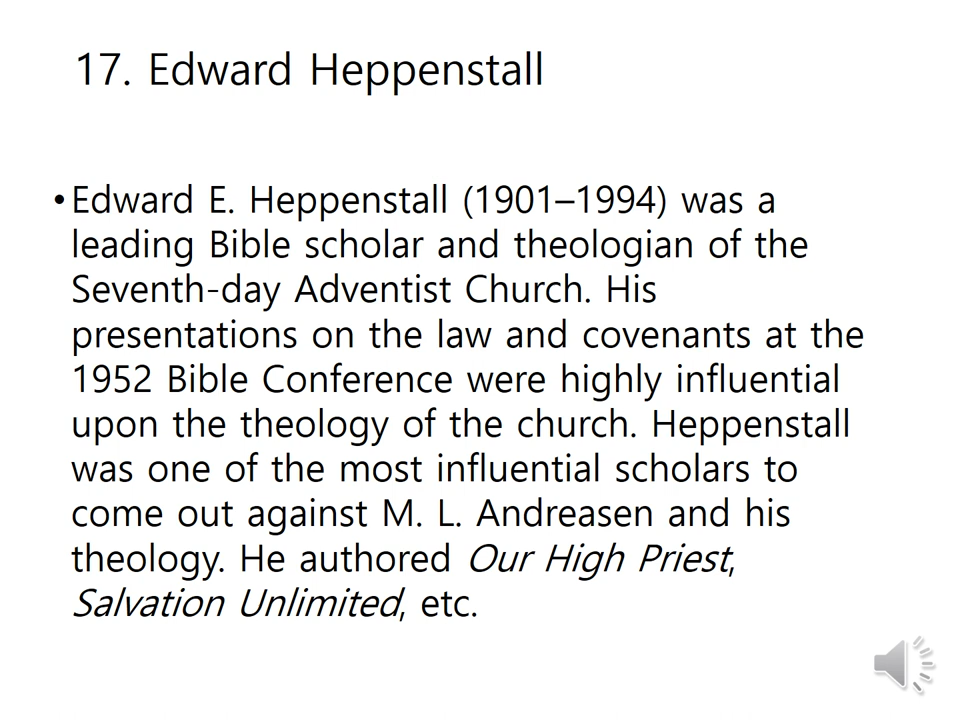 17. Edward Heppenstall
•Edward E. Heppenstall (1901–1994) was a
leading Bible scholar and theologian of the
Seventh-day Adventist Church. His
presentations on the law and covenants at the
1952 Bible Conference were highly influential
upon the theology of the church. Heppenstall
was one of the most influential scholars to
come out against M. L. Andreasen and his
theology. He authored Our High Priest,
Salvation Unlimited, etc.